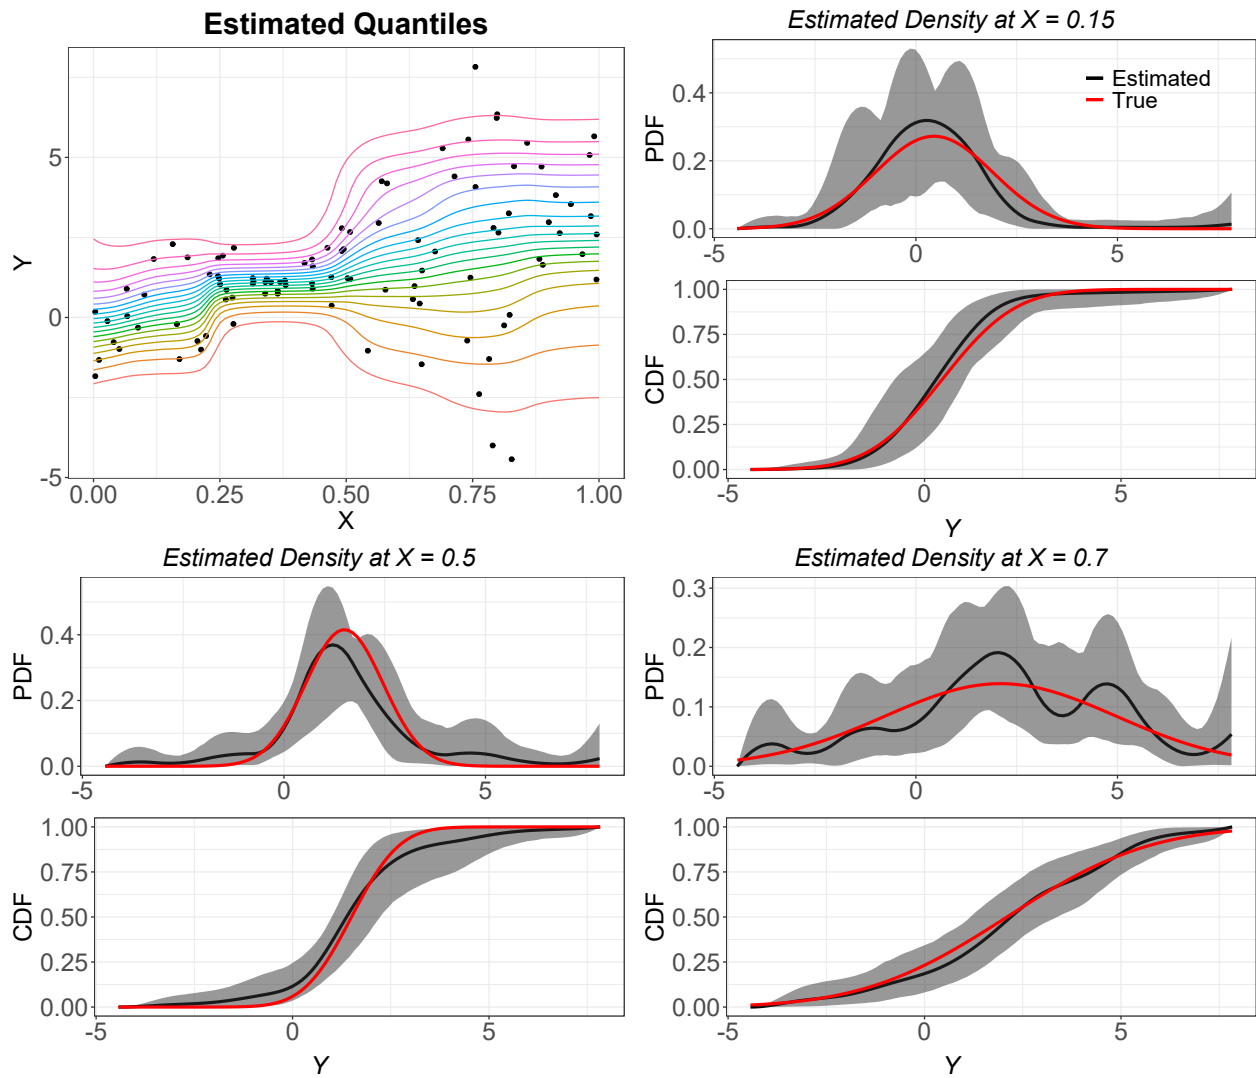 Estimated Quantiles
Y
5
0
-5
0.00 0.25 0.50 0.75 1.00
X
Estimated Density at X = 0.15
PDF
0.4
0.2
0.0
Estimated
True
-5 0 5
CDF
1.00
0.75
0.50
0.25
0.00
-5 0 5
Y
Estimated Density at X = 0.5
PDF
0.4
0.2
0.0
-5 0 5
CDF
1.00
0.75
0.50
0.25
0.00
-5 0 5
Y
Estimated Density at X = 0.7
PDF
0.3
0.2
0.1
0.0
-5 0 5
CDF
1.00
0.75
0.50
0.25
0.00
-5 0 5
Y